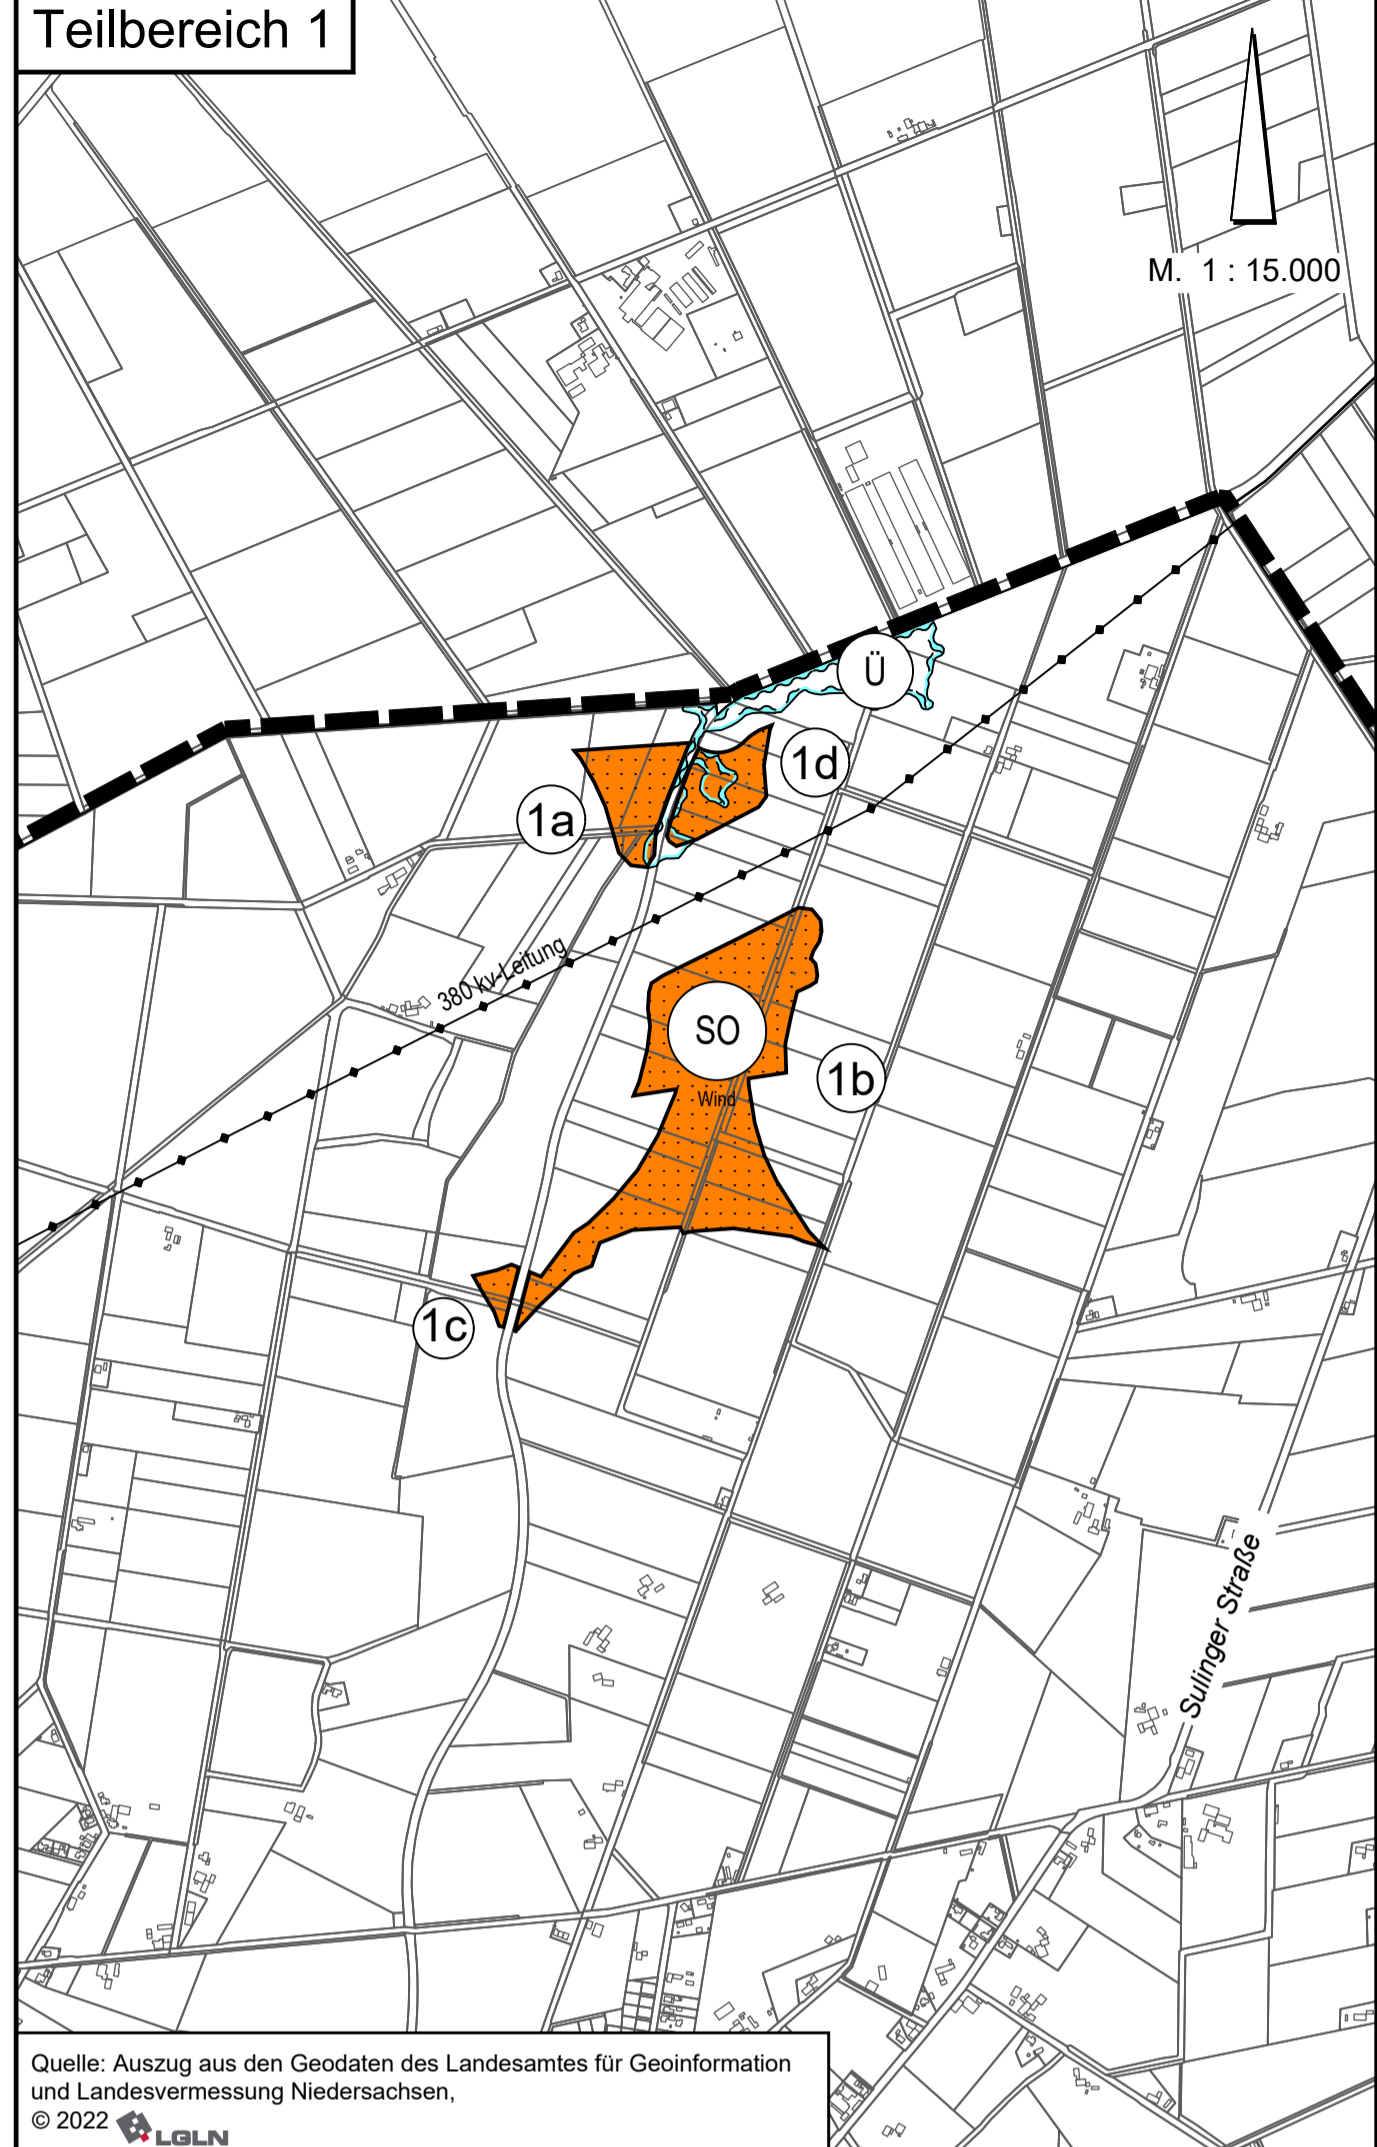 Teilbereich 1
M. 1 : 15.000
Ü
1d
1a
380 kv-Leitung
SO
1b
Wind
1c
Sulinger Straße
Quelle: Auszug aus den Geodaten des Landesamtes für Geoinformation
und Landesvermessung Niedersachsen,
© 2022 LGLN